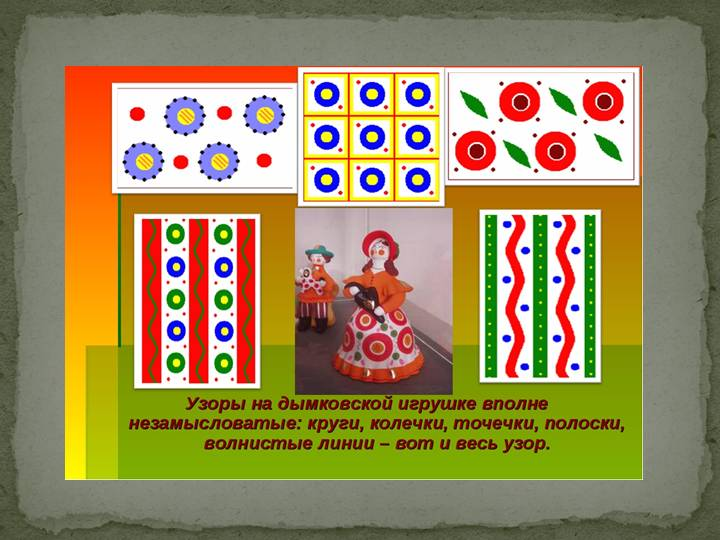 Узоры на дымковской игрушке вполне
незамысловатые: круги, колечки, точечки, полоски,
волнистые линии – вот и весь узор.